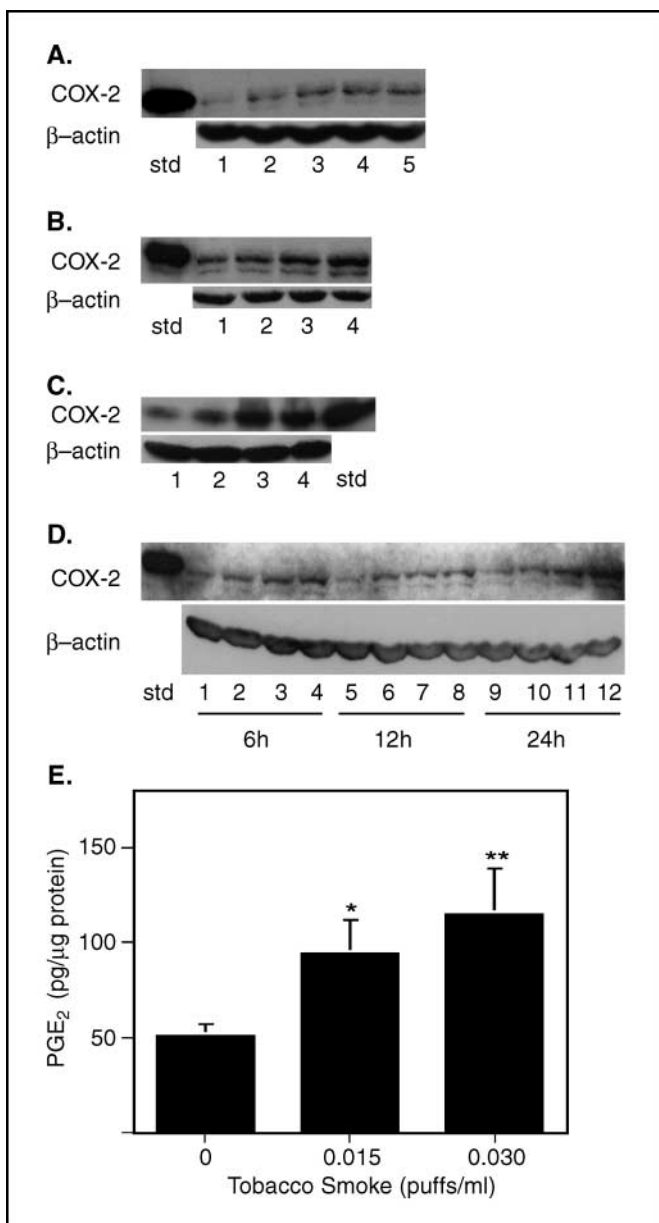 A.
COX-2
β–actin
std 1 2 3 4 5
B.
COX-2
β–actin
std 1 2 3 4
C.
COX-2
β–actin
1 2 3 4 std
D.
COX-2
β–actin
std 1 2 3 4 5 6 7 8 9 10 11 12
6h 12h 24h
E.
PGE₂ (pg/μg protein)
150
100
50
*
**
0 0.015 0.030
Tobacco Smoke (puffs/ml)